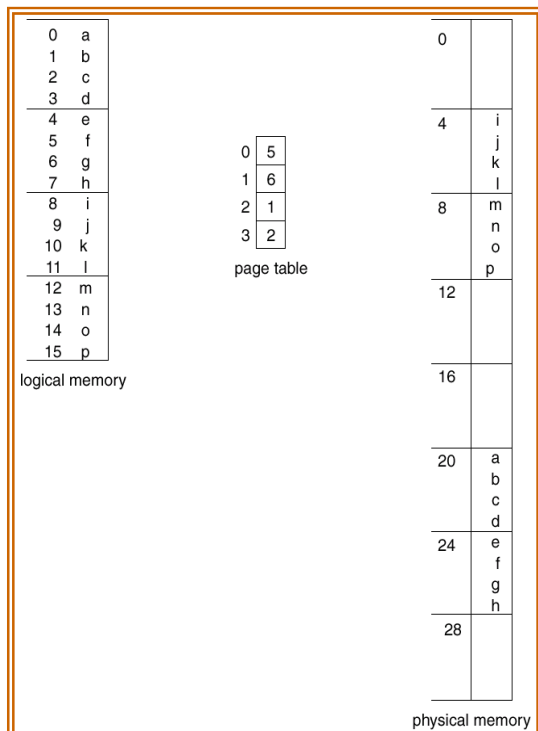 0 a
1 b
2 c
3 d
4 e
5 f
6 g
7 h
8 i
9 j
10 k
11 l
12 m
13 n
14 o
15 p
logical memory
0 5
1 6
2 1
3 2
page table
0
4 i
j
k
l
8 m
n
o
p
12
16
20 a
b
c
d
24 e
f
g
h
28
physical memory